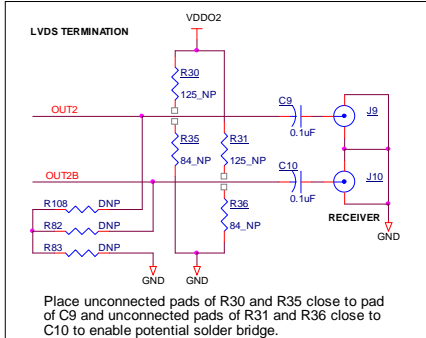 LVDS TERMINATION
VDDO2
R30
125_NP
OUT2
C9
0.1uF
J9
R35
84_NP
R31
125_NP
OUT2B
C10
0.1uF
J10
R108
DNP
R82
DNP
R83
DNP
R36
84_NP
RECEIVER
GND
GND
GND
Place unconnected pads of R30 and R35 close to pad
of C9 and unconnected pads of R31 and R36 close to
C10 to enable potential solder bridge.